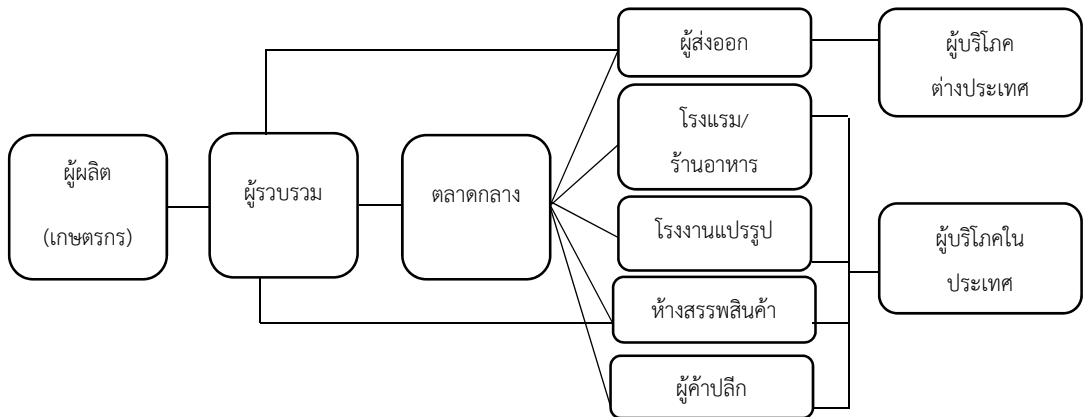 ผู้ผลิต
(เกษตรกร)
ผู้รวบรวม
ตลาดกลาง
ผู้ส่งออก
โรงแรม/
ร้านอาหาร
โรงงานแปรรูป
ห้างสรรพสินค้า
ผู้ค้าปลีก
ผู้บริโภค
ต่างประเทศ
ผู้บริโภคใน
ประเทศ